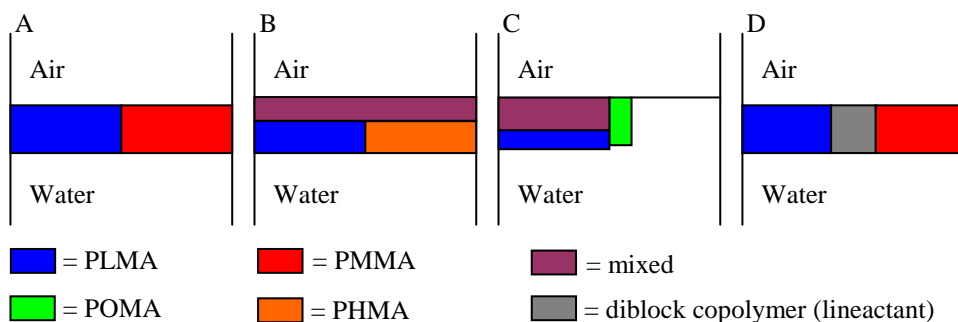 A B C D
Air Air Air Air
Water Water Water Water
= PLMA = PMMA = mixed
= POMA = PHMA = diblock copolymer (lineactant)